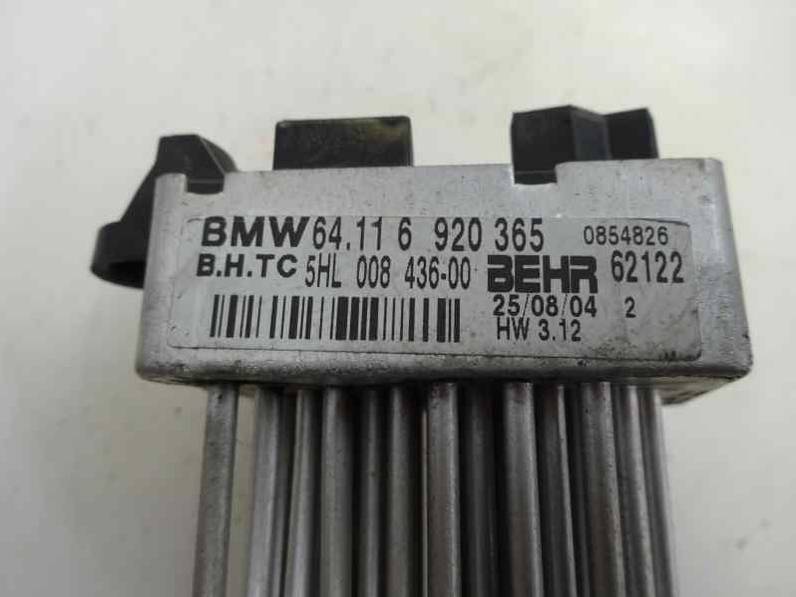 BMW 64.11 6 920 365 0854826
B.H.TC 5HL 008 436-00 BEHR 62122
25/08/04 2
HW 3.12